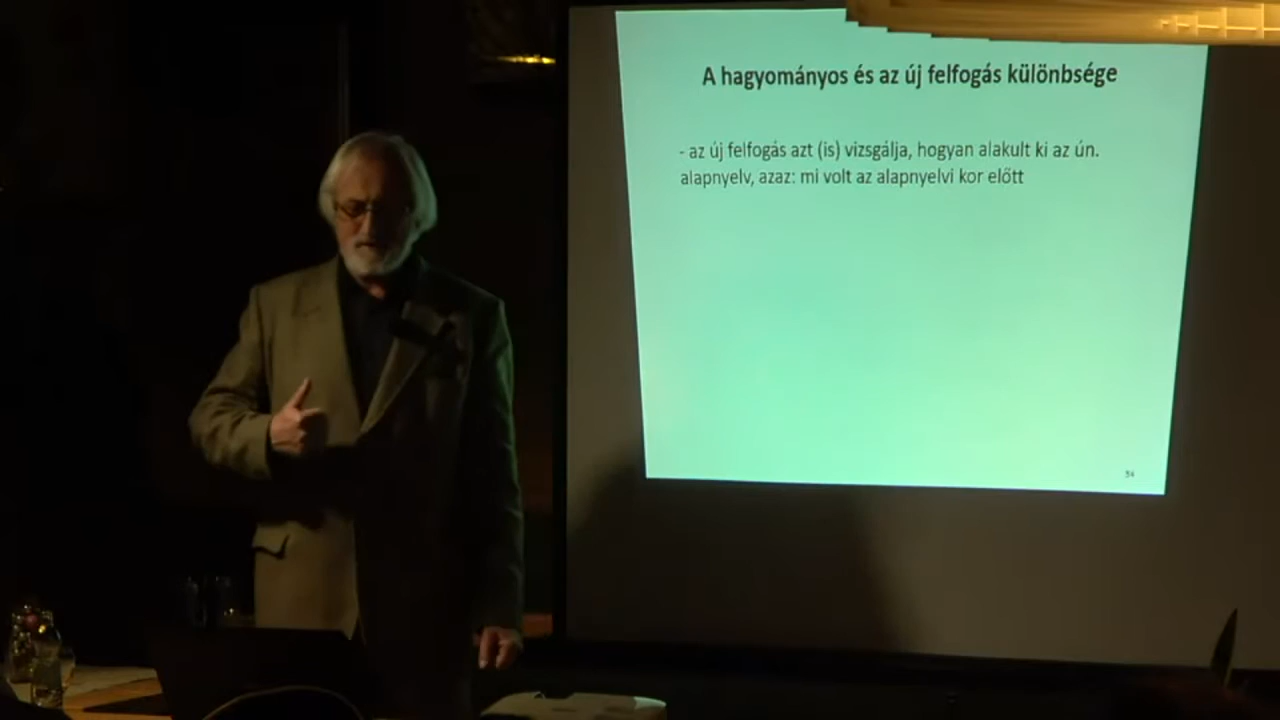 A hagyományos és az új felfogás különbsége
- az új felfogás azt (is) vizsgálja, hogyan alakult ki az ún.
alapnyelv, azaz: mi volt az alapnyelvi kor előtt
54